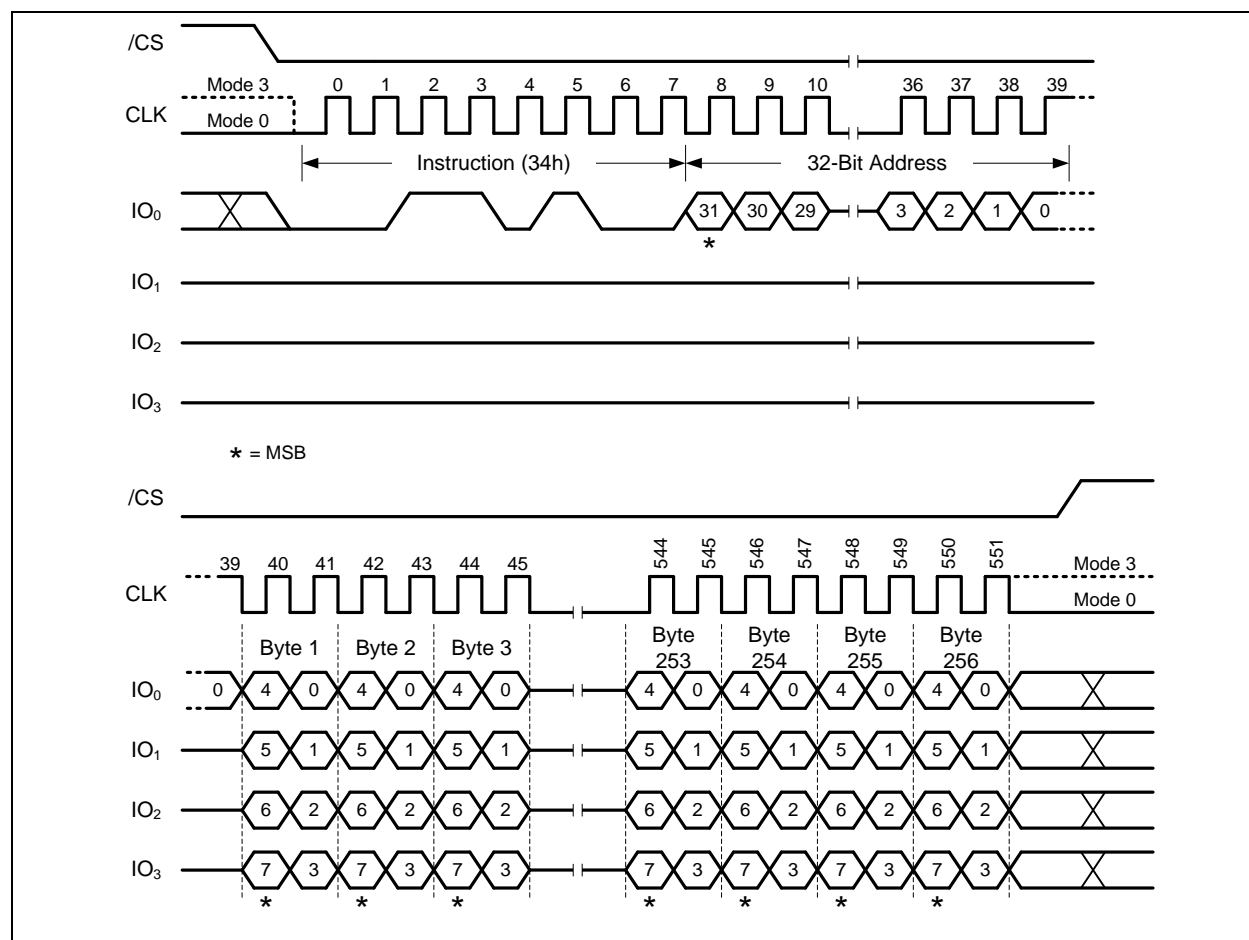 /CS
Mode 3 0 1 2 3 4 5 6 7 8 9 10 36 37 38 39
CLK
Mode 0
Instruction (34h) 32-Bit Address
IO₀ 31 30 29 3 2 1 0
*
IO₁
IO₂
IO₃
* = MSB
/CS
39 40 41 42 43 44 45 544 545 546 547 548 549 550 551
Mode 3
CLK
Mode 0
Byte 1 Byte 2 Byte 3 Byte 253 Byte 254 Byte 255 Byte 256
IO₀ 0 4 0 4 0 4 0 4 0 4 0 4 0 4 0
IO₁ 5 1 5 1 5 1 5 1 5 1 5 1 5 1
IO₂ 6 2 6 2 6 2 6 2 6 2 6 2 6 2
IO₃ 7 3 7 3 7 3 7 3 7 3 7 3 7 3
* * * * * * *